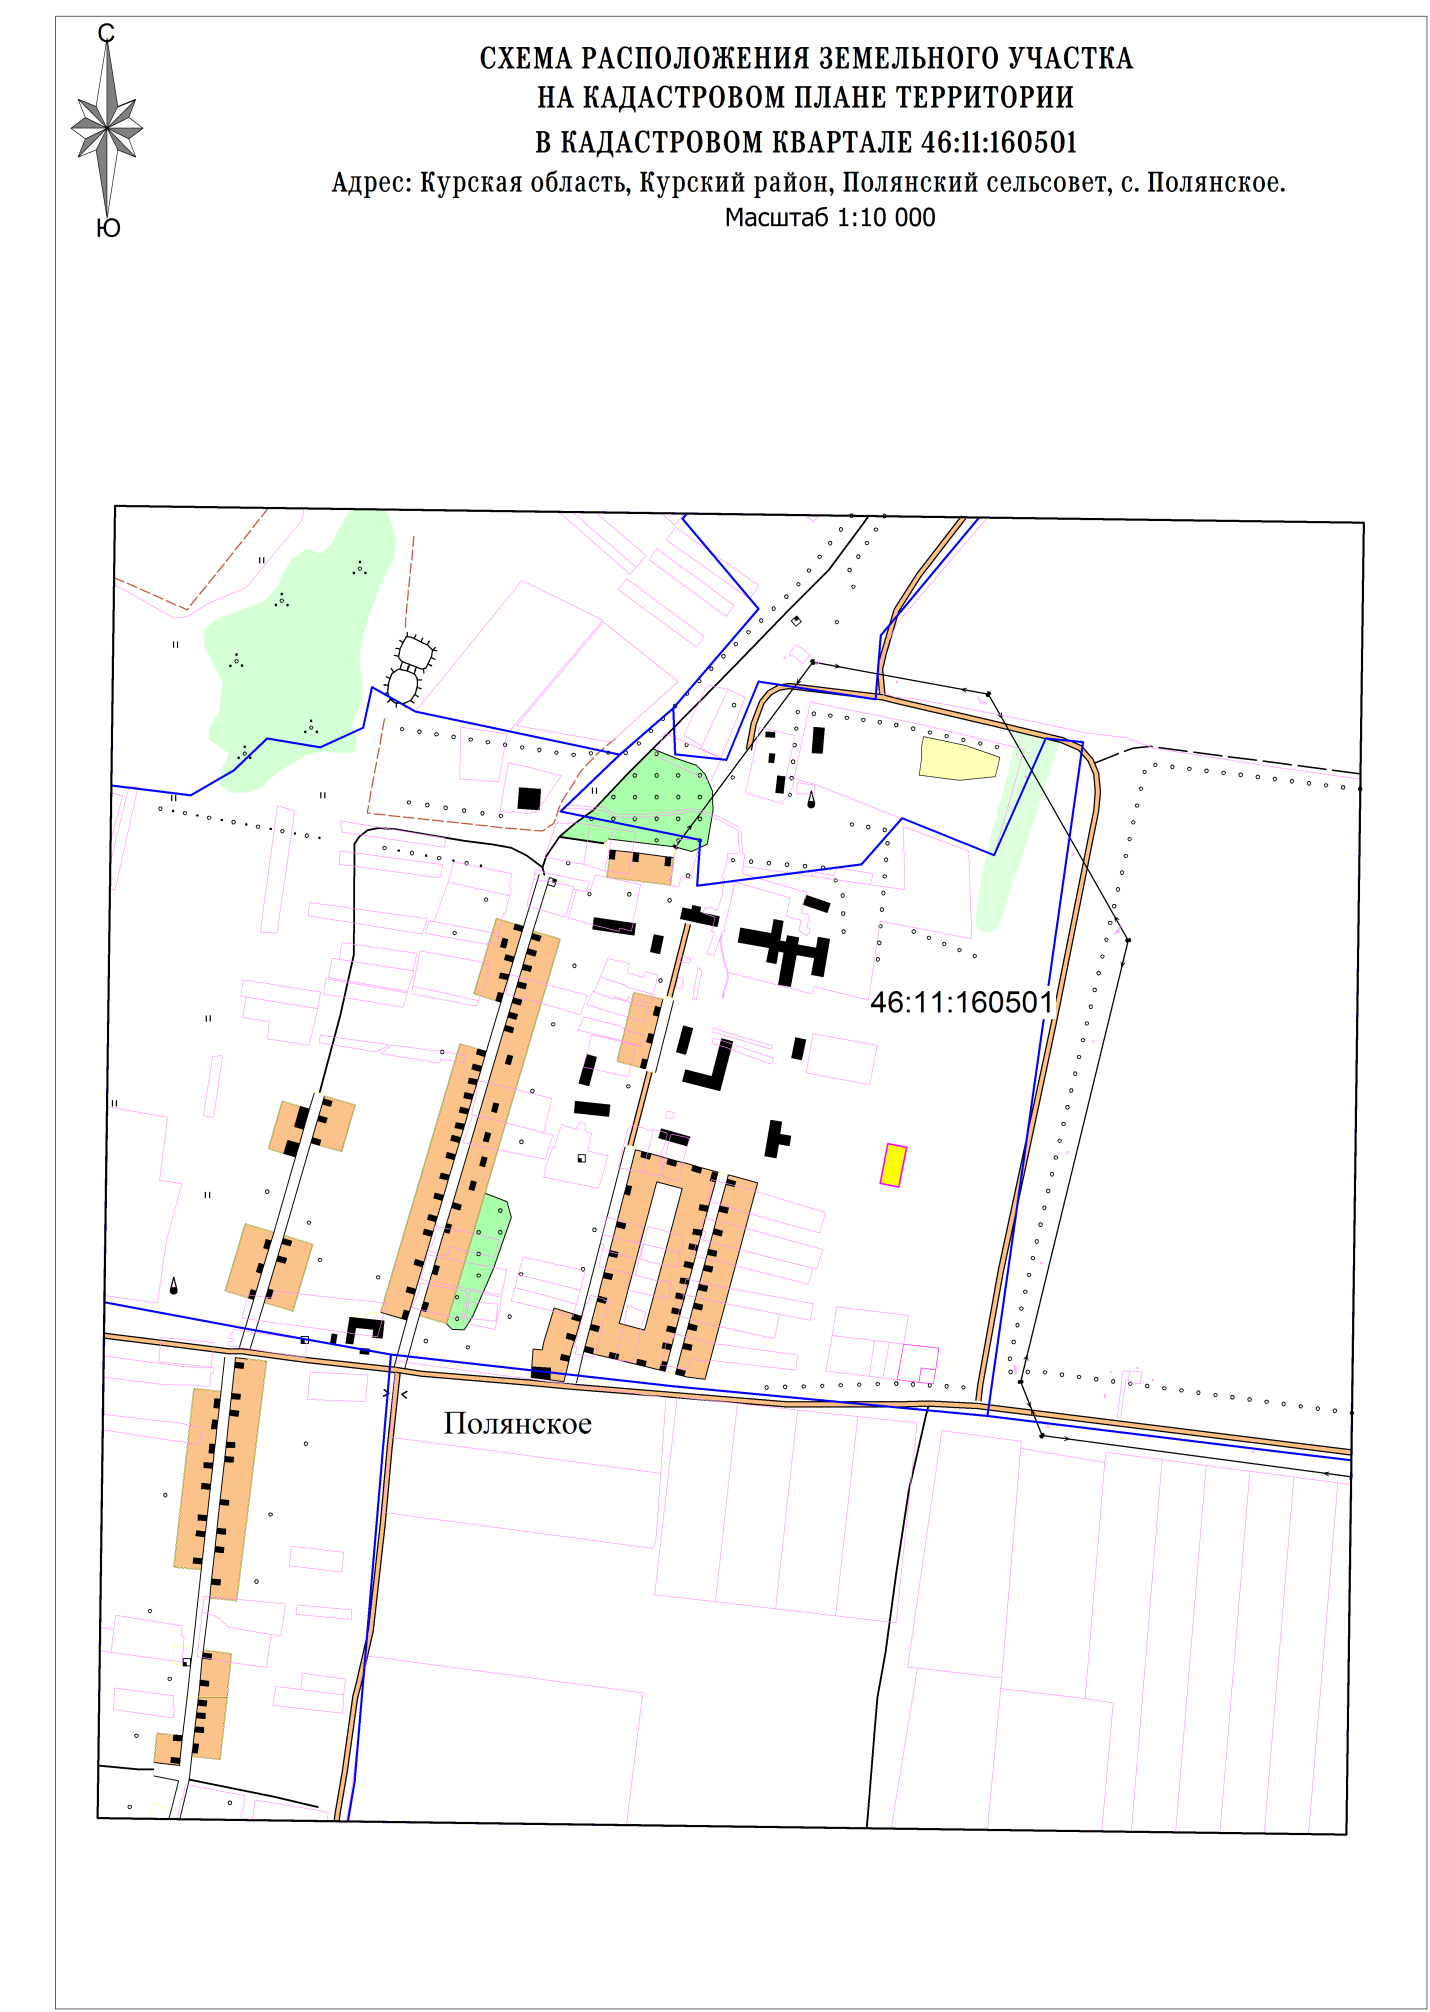 С
СХЕМА РАСПОЛОЖЕНИЯ ЗЕМЕЛЬНОГО УЧАСТКА
НА КАДАСТРОВОМ ПЛАНЕ ТЕРРИТОРИИ
В КАДАСТРОВОМ КВАРТАЛЕ 46:11:160501
Адрес: Курская область, Курский район, Полянский сельсовет, с. Полянское.
Масштаб 1:10 000
Ю
46:11:160501
Полянское